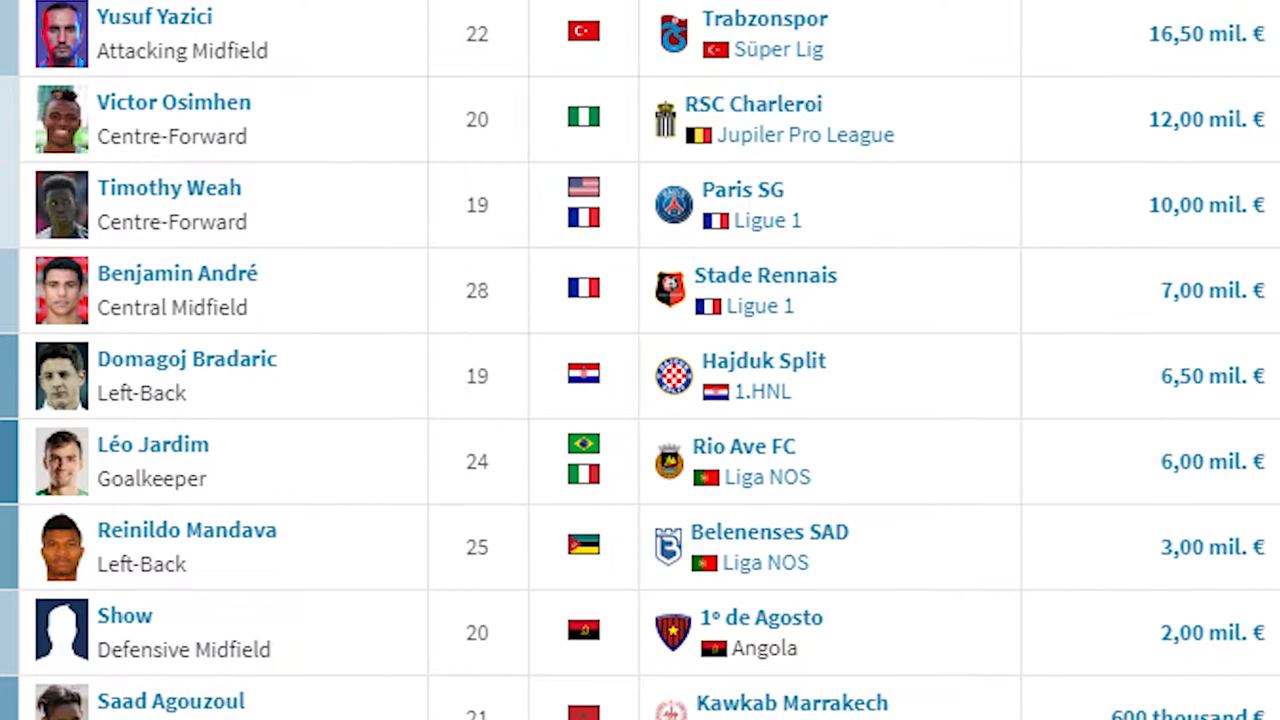 Yusuf Yazici
Attacking Midfield
22
Trabzonspor
Süper Lig
16,50 mil. €
Victor Osimhen
Centre-Forward
20
RSC Charleroi
Jupiler Pro League
12,00 mil. €
Timothy Weah
Centre-Forward
19
Paris SG
Ligue 1
10,00 mil. €
Benjamin André
Central Midfield
28
Stade Rennais
Ligue 1
7,00 mil. €
Domagoj Bradaric
Left-Back
19
Hajduk Split
1.HNL
6,50 mil. €
Léo Jardim
Goalkeeper
24
Rio Ave FC
Liga NOS
6,00 mil. €
Reinildo Mandava
Left-Back
25
Belenenses SAD
Liga NOS
3,00 mil. €
Show
Defensive Midfield
20
1º de Agosto
Angola
2,00 mil. €
Saad Agouzoul
21
Kawkab Marrakech
600 thousand €